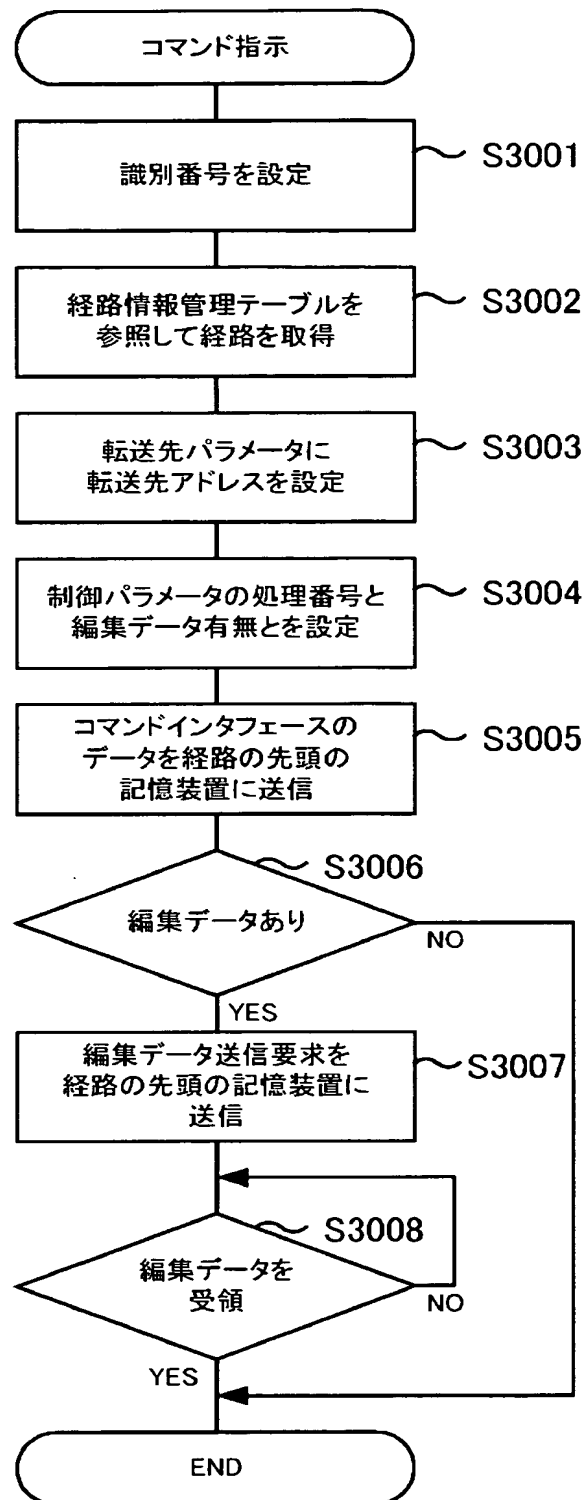 コマンド指示
識別番号を設定
S3001
経路情報管理テーブルを
参照して経路を取得
S3002
転送先パラメータに
転送先アドレスを設定
S3003
制御パラメータの処理番号と
編集データ有無とを設定
S3004
コマンドインタフェースの
データを経路の先頭の
記憶装置に送信
S3005
S3006
編集データあり
NO
YES
編集データ送信要求を
経路の先頭の記憶装置に
送信
S3007
S3008
編集データを
受領
NO
YES
END